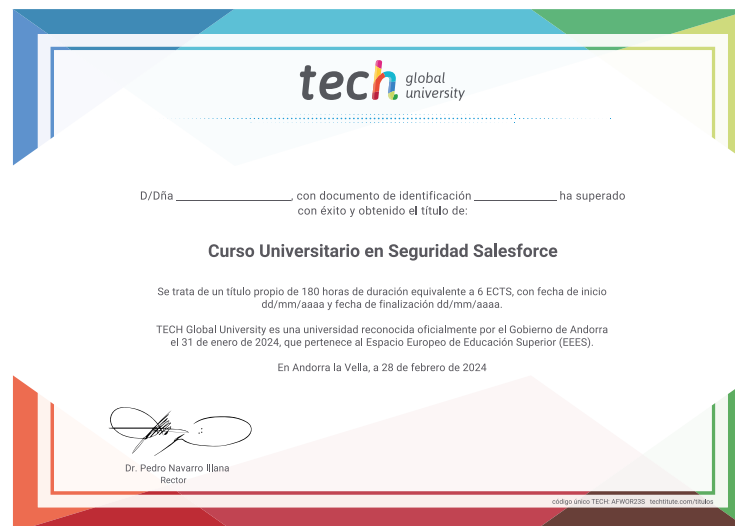 tech global university
D/Dña ____________________, con documento de identificación ______________ ha superado
con éxito y obtenido el título de:
Curso Universitario en Seguridad Salesforce
Se trata de un título propio de 180 horas de duración equivalente a 6 ECTS, con fecha de inicio
dd/mm/aaaa y fecha de finalización dd/mm/aaaa.
TECH Global University es una universidad reconocida oficialmente por el Gobierno de Andorra
el 31 de enero de 2024, que pertenece al Espacio Europeo de Educación Superior (EEES).
En Andorra la Vella, a 28 de febrero de 2024
Dr. Pedro Navarro Illana
Rector
código único TECH: AFWOR23S techtitute.com/titulos